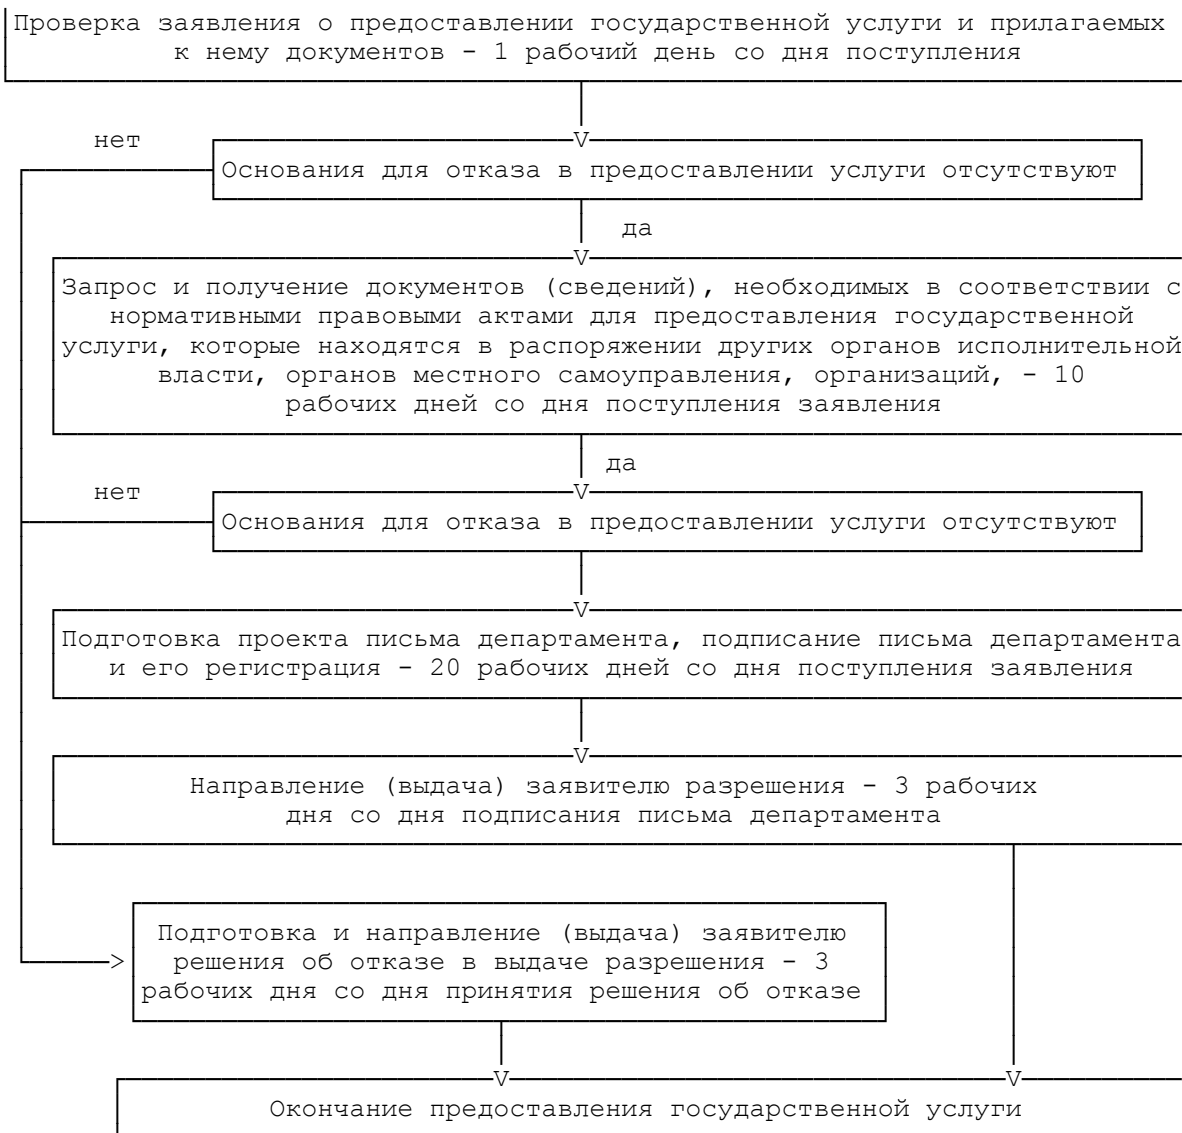 Проверка заявления о предоставлении государственной услуги и прилагаемых
к нему документов - 1 рабочий день со дня поступления
нет
Основания для отказа в предоставлении услуги отсутствуют
да
Запрос и получение документов (сведений), необходимых в соответствии с
нормативными правовыми актами для предоставления государственной
услуги, которые находятся в распоряжении других органов исполнительной
власти, органов местного самоуправления, организаций, - 10
рабочих дней со дня поступления заявления
да
нет
Основания для отказа в предоставлении услуги отсутствуют
Подготовка проекта письма департамента, подписание письма департамента
и его регистрация - 20 рабочих дней со дня поступления заявления
Направление (выдача) заявителю разрешения - 3 рабочих
дня со дня подписания письма департамента
Подготовка и направление (выдача) заявителю
решения об отказе в выдаче разрешения - 3
рабочих дня со дня принятия решения об отказе
Окончание предоставления государственной услуги